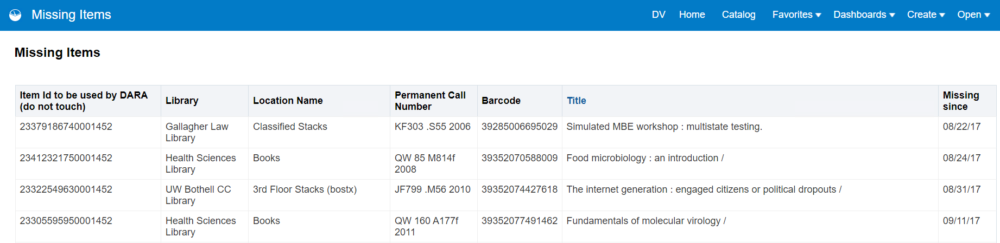 Missing Items
DV Home Catalog Favorites Dashboards Create Open
Missing Items
Item Id to be used by DARA (do not touch) Library Location Name Permanent Call Number Barcode Title Missing since
23379186740001452 Gallagher Law Library Classified Stacks KF303 .S55 2006 39285006695029 Simulated MBE workshop : multistate testing. 08/22/17
23412321750001452 Health Sciences Library Books QW 85 M814f 2008 39352070588009 Food microbiology : an introduction / 08/24/17
23322549630001452 UW Bothell CC Library 3rd Floor Stacks (bostx) JF799 .M56 2010 39352074427618 The internet generation : engaged citizens or political dropouts / 08/31/17
23305595950001452 Health Sciences Library Books QW 160 A177f 2011 39352077491462 Fundamentals of molecular virology / 09/11/17